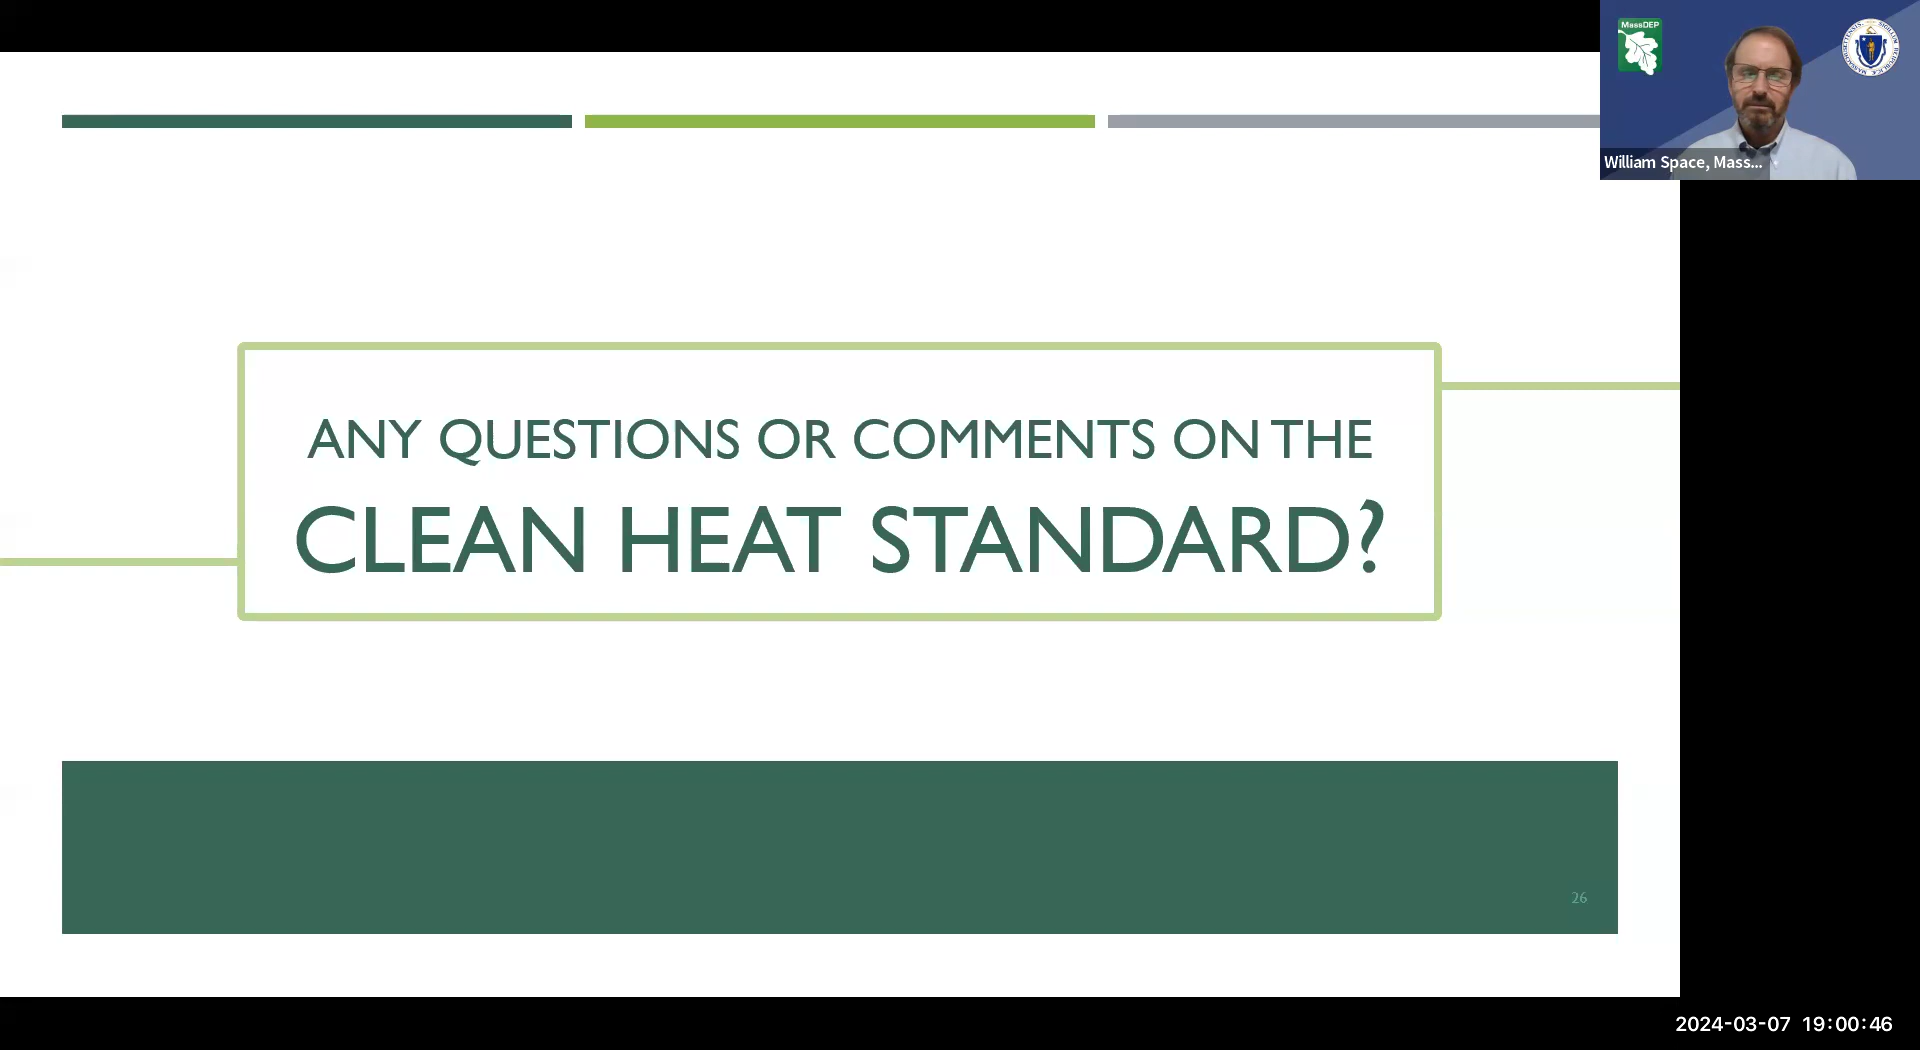 MassDEP
William Space, Mass...
ANY QUESTIONS OR COMMENTS ON THE
CLEAN HEAT STANDARD?
26
2024-03-07 19:00:46